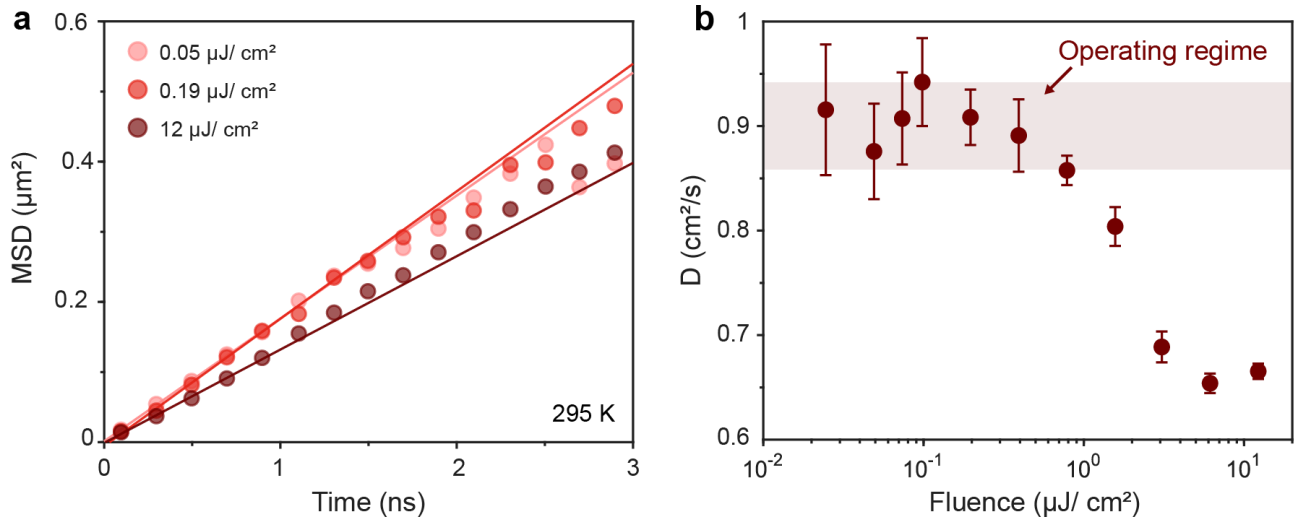 a
0.6
0.4
0.2
0
MSD (μm²)
0.05 μJ/ cm²
0.19 μJ/ cm²
12 μJ/ cm²
295 K
0
1
2
3
Time (ns)
b
1
0.9
0.8
0.7
0.6
D (cm²/s)
Operating regime
10⁻²
10⁻¹
10⁰
10¹
Fluence (μJ/ cm²)